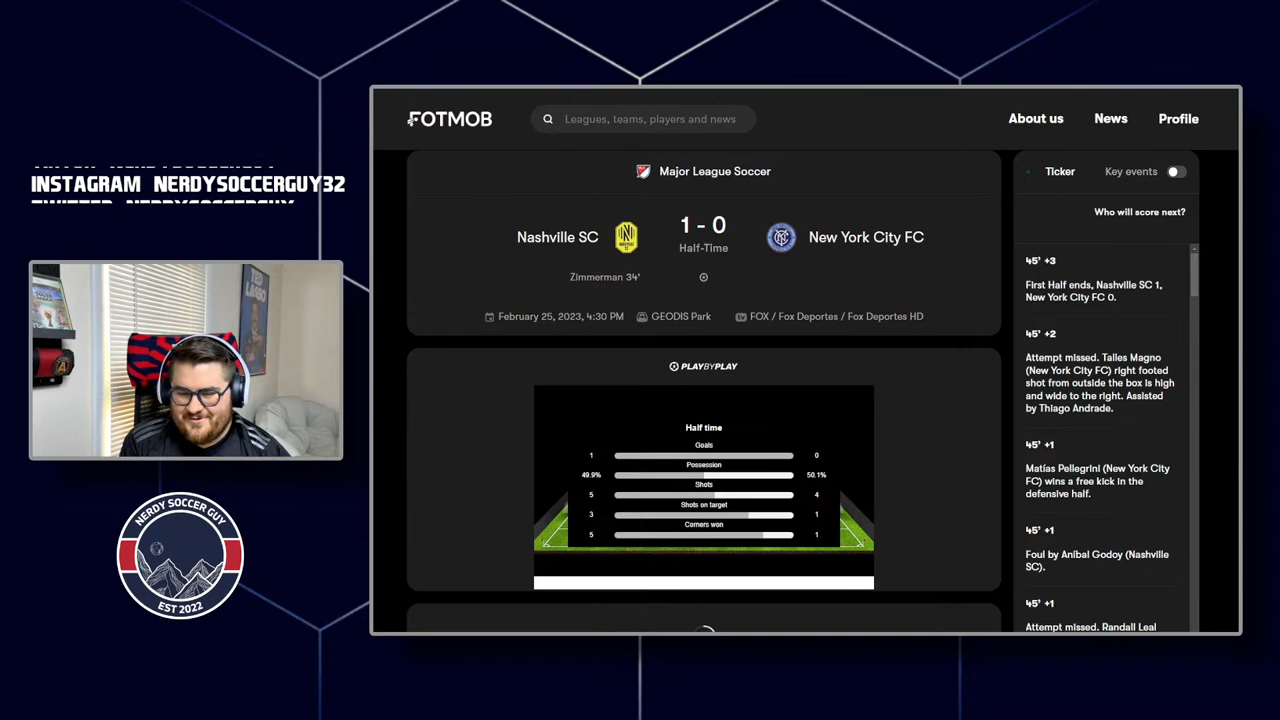 INSTAGRAM NERDYSOCCERGUY32
TWITTER NERDYSOCCERGUY
TED
LASSO
NERDY SOCCER GUY
EST 2022
FOTMOB
Leagues, teams, players and news
About us
News
Profile
Major League Soccer
Nashville SC
1 - 0
New York City FC
Half-Time
Zimmerman 34'
February 25, 2023, 4:30 PM
GEODIS Park
FOX / Fox Deportes / Fox Deportes HD
PLAYBYPLAY
Half time
Goals
1 0
Possession
49.9% 50.1%
Shots
5 4
Shots on target
3 1
Corners won
5 1
Ticker
Key events
Who will score next?
45' +3
First Half ends, Nashville SC 1,
New York City FC 0.
45' +2
Attempt missed. Talles Magno
(New York City FC) right footed
shot from outside the box is high
and wide to the right. Assisted
by Thiago Andrade.
45' +1
Matías Pellegrini (New York City
FC) wins a free kick in the
defensive half.
45' +1
Foul by Aníbal Godoy (Nashville
SC).
45' +1
Attempt missed. Randall Leal